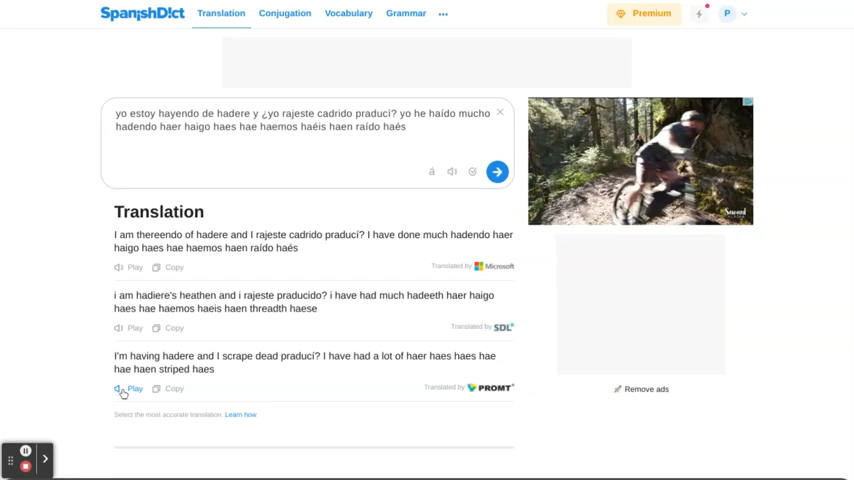 SpanishDict Translation Conjugation Vocabulary Grammar ••• Premium P
yo estoy hayendo de hadere y ¿yo rajeste cadrido praducí? yo he haído mucho
hadendo haer haigo haes hae haemos haéis haen raído haés
á
Translation
I am thereendo of hadere and I rajeste cadrido praducí? I have done much hadendo haer
haigo haes hae haemos haen raído haés
Play Copy Translated by Microsoft
i am hadiere's heathen and i rajeste praducido? i have had much hadeeth haer haigo
haes hae haemos haeis haen threadth haese
Play Copy Translated by SDL
I'm having hadere and I scrape dead praducí? I have had a lot of haer haes haes hae
hae haen striped haes
Play Copy Translated by PROMT
Remove ads
Select the most accurate translation. Learn how.